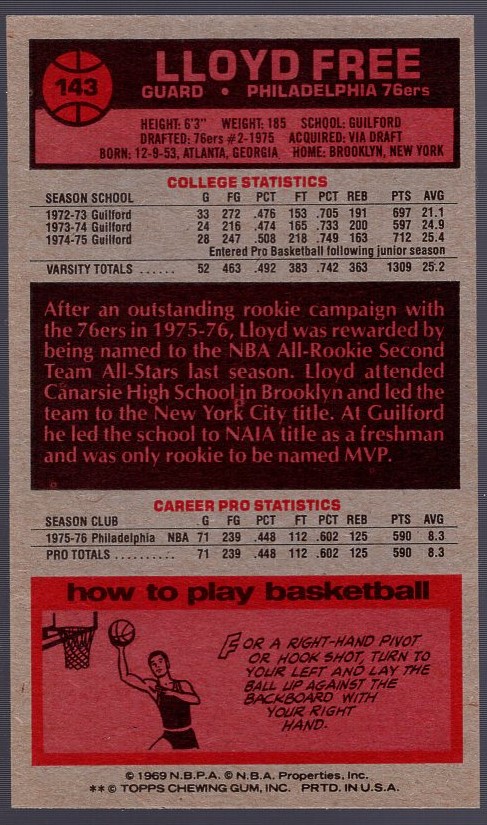 143
LLOYD FREE
GUARD • PHILADELPHIA 76ers
HEIGHT: 6'3" WEIGHT: 185 SCHOOL: GUILFORD
DRAFTED: 76ers #2-1975 ACQUIRED: VIA DRAFT
BORN: 12-9-53, ATLANTA, GEORGIA HOME: BROOKLYN, NEW YORK
COLLEGE STATISTICS
SEASON SCHOOL G FG PCT FT PCT REB PTS AVG
1972-73 Guilford 33 272 .476 153 .705 191 697 21.1
1973-74 Guilford 24 216 .474 165 .733 200 597 24.9
1974-75 Guilford 28 247 .508 218 .749 163 712 25.4
Entered Pro Basketball following junior season
VARSITY TOTALS ...... 52 463 .492 383 .742 363 1309 25.2
After an outstanding rookie campaign with
the 76ers in 1975-76, Lloyd was rewarded by
being named to the NBA All-Rookie Second
Team All-Stars last season. Lloyd attended
Canarsie High School in Brooklyn and led the
team to the New York City title. At Guilford
he led the school to NAIA title as a freshman
and was only rookie to be named MVP.
CAREER PRO STATISTICS
SEASON CLUB G FG PCT FT PCT REB PTS AVG
1975-76 Philadelphia NBA 71 239 .448 112 .602 125 590 8.3
PRO TOTALS .......... 71 239 .448 112 .602 125 590 8.3
how to play basketball
FOR A RIGHT-HAND PIVOT
OR HOOK SHOT, TURN TO
YOUR LEFT AND LAY THE
BALL UP AGAINST THE
BACKBOARD WITH
YOUR RIGHT
HAND.
© 1969 N.B.P.A. © N.B.A. Properties, Inc.
**© TOPPS CHEWING GUM, INC. PRTD. IN U.S.A.